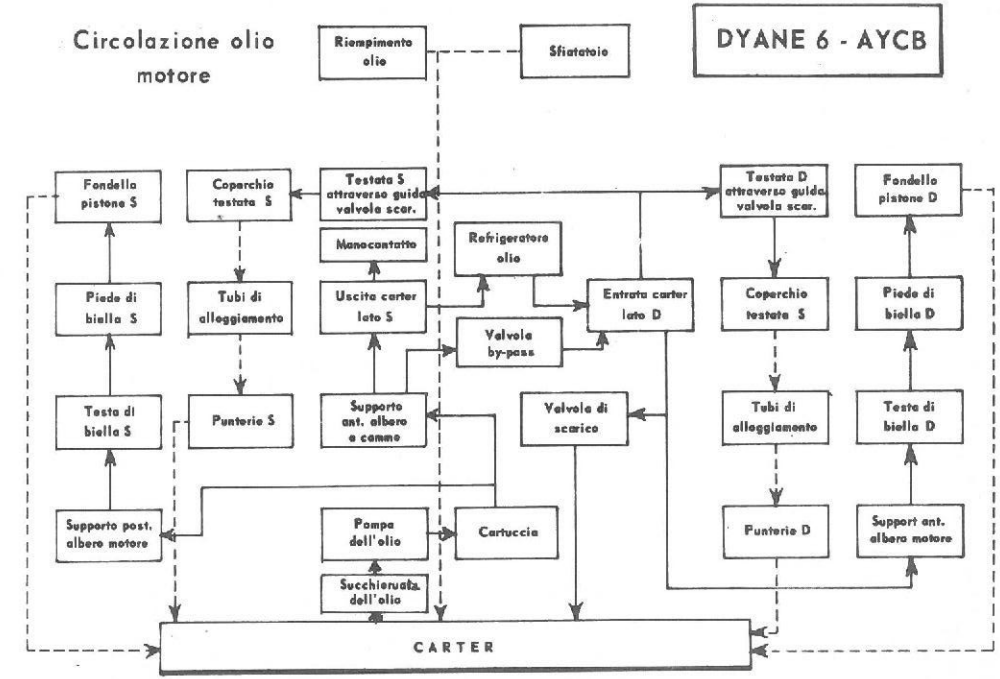 Circolazione olio
motore
Riempimento
olio
Sfiatatoio
DYANE 6 - AYCB
Fondello
pistone S
Coperchio
testata S
Testata S
attraverso guida
valvola scar.
Testata D
attraverso guida
valvola scar.
Fondello
pistone D
Manocontatto
Refrigeratore
olio
Piede di
biella S
Tubi di
alloggiamento
Uscita carter
lato S
Entrata carter
lato D
Coperchio
testata S
Piede di
biella D
Valvola
by-pass
Testa di
biella S
Punterie S
Supporto
ant. albero
a camme
Valvola di
scarico
Tubi di
alloggiamento
Testa di
biella D
Supporto post.
albero motore
Pompa
dell'olio
Cartuccia
Punterie D
Support ant.
albero motore
Succhieruola
dell'olio
CARTER